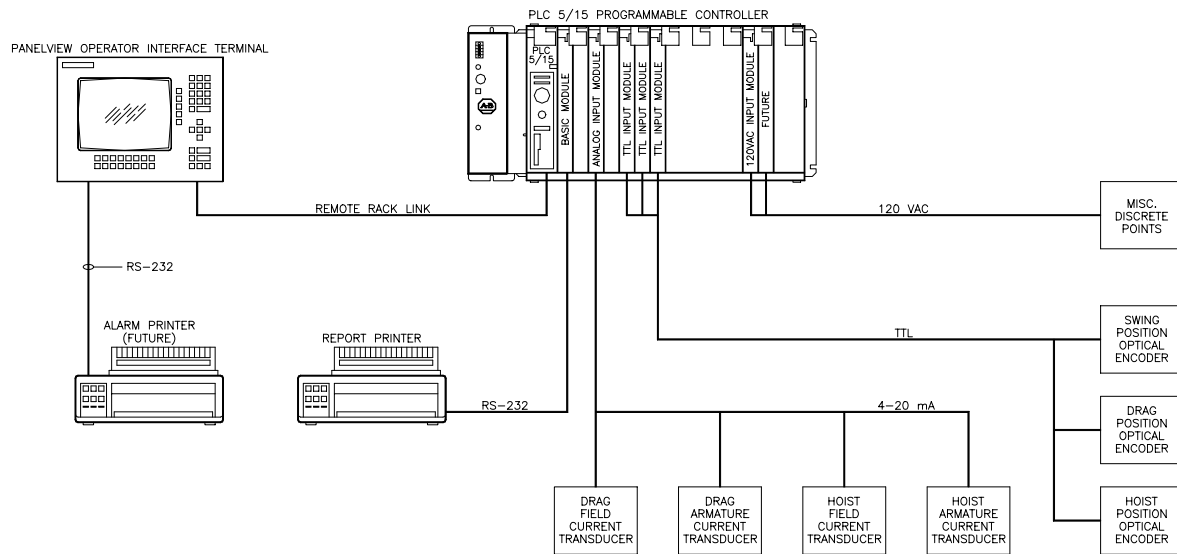 PLC 5/15 PROGRAMMABLE CONTROLLER
PANELVIEW OPERATOR INTERFACE TERMINAL
PLC
5/15
A-B
BASIC MODULE
ANALOG INPUT MODULE
TTL INPUT MODULE
TTL INPUT MODULE
TTL INPUT MODULE
120VAC INPUT MODULE
FUTURE
REMOTE RACK LINK
120 VAC
MISC.
DISCRETE
POINTS
RS-232
ALARM PRINTER
(FUTURE)
REPORT PRINTER
TTL
SWING
POSITION
OPTICAL
ENCODER
RS-232
4-20 mA
DRAG
POSITION
OPTICAL
ENCODER
DRAG
FIELD
CURRENT
TRANSDUCER
DRAG
ARMATURE
CURRENT
TRANSDUCER
HOIST
FIELD
CURRENT
TRANSDUCER
HOIST
ARMATURE
CURRENT
TRANSDUCER
HOIST
POSITION
OPTICAL
ENCODER